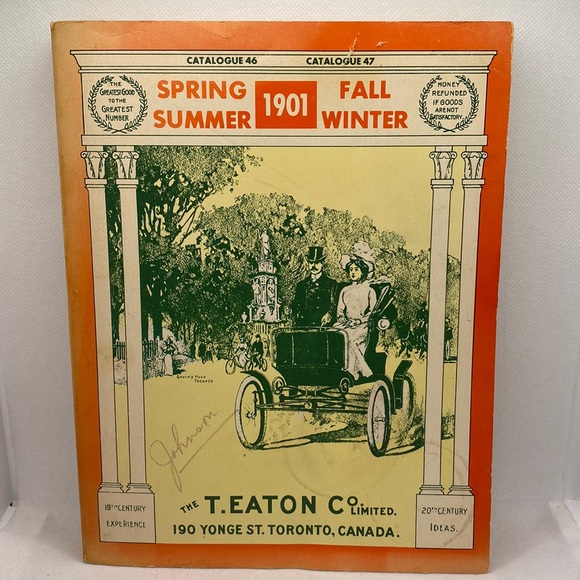 CATALOGUE 46 CATALOGUE 47
THE GREATEST GOOD TO THE GREATEST NUMBER
SPRING SUMMER
1901
FALL WINTER
MONEY REFUNDED IF GOODS ARE NOT SATISFACTORY
QUEEN'S PARK
TORONTO
Johnson
19TH CENTURY
EXPERIENCE
THE T. EATON CO. LIMITED.
190 YONGE ST. TORONTO, CANADA.
20TH CENTURY
IDEAS.